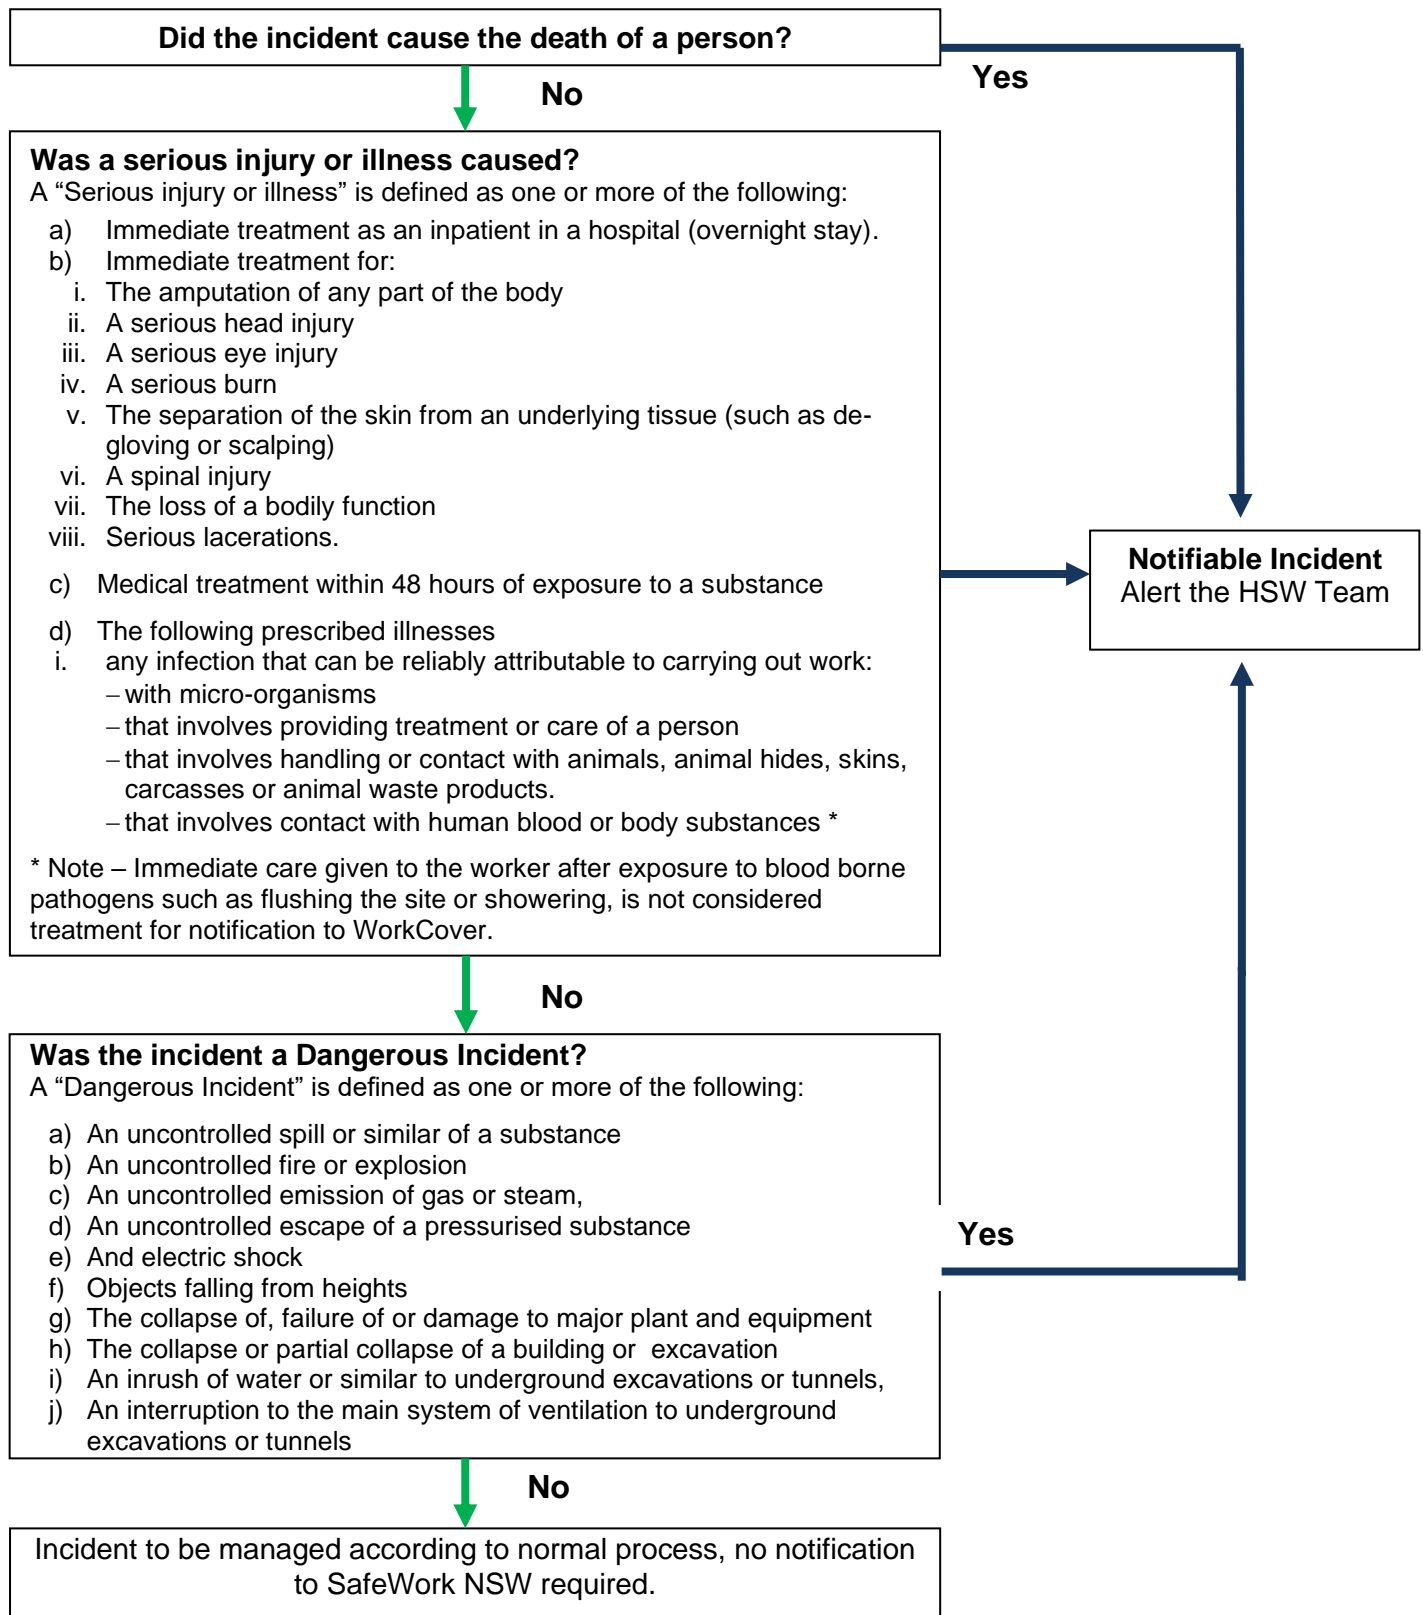 Did the incident cause the death of a person?
Yes
No
Was a serious injury or illness caused?
A “Serious injury or illness” is defined as one or more of the following:
a) Immediate treatment as an inpatient in a hospital (overnight stay).
b) Immediate treatment for:
i. The amputation of any part of the body
ii. A serious head injury
iii. A serious eye injury
iv. A serious burn
v. The separation of the skin from an underlying tissue (such as de-
gloving or scalping)
vi. A spinal injury
vii. The loss of a bodily function
viii. Serious lacerations.
c) Medical treatment within 48 hours of exposure to a substance
d) The following prescribed illnesses
i. any infection that can be reliably attributable to carrying out work:
– with micro-organisms
– that involves providing treatment or care of a person
– that involves handling or contact with animals, animal hides, skins,
carcasses or animal waste products.
– that involves contact with human blood or body substances *
* Note – Immediate care given to the worker after exposure to blood borne
pathogens such as flushing the site or showering, is not considered
treatment for notification to WorkCover.
Notifiable Incident
Alert the HSW Team
No
Was the incident a Dangerous Incident?
A “Dangerous Incident” is defined as one or more of the following:
a) An uncontrolled spill or similar of a substance
b) An uncontrolled fire or explosion
c) An uncontrolled emission of gas or steam,
d) An uncontrolled escape of a pressurised substance
e) And electric shock
f) Objects falling from heights
g) The collapse of, failure of or damage to major plant and equipment
h) The collapse or partial collapse of a building or excavation
i) An inrush of water or similar to underground excavations or tunnels,
j) An interruption to the main system of ventilation to underground
excavations or tunnels
Yes
No
Incident to be managed according to normal process, no notification
to SafeWork NSW required.